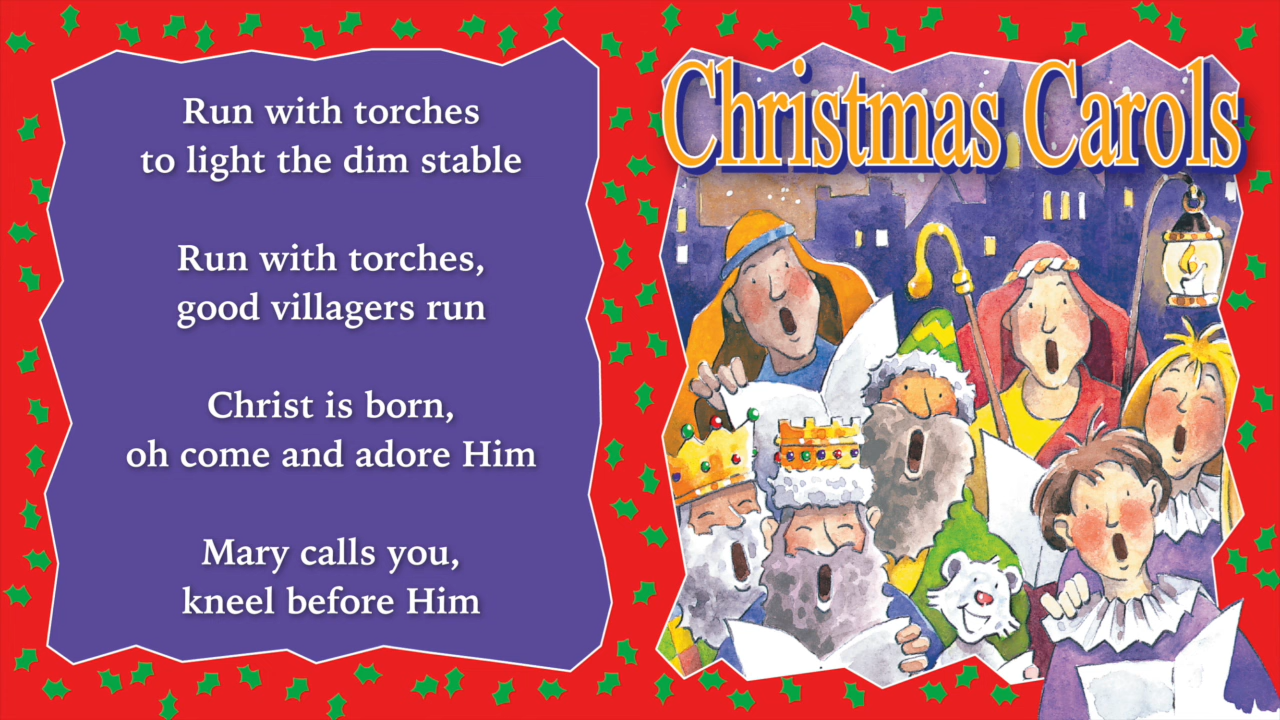 Run with torches
to light the dim stable
Run with torches,
good villagers run
Christ is born,
oh come and adore Him
Mary calls you,
kneel before Him
Christmas Carols